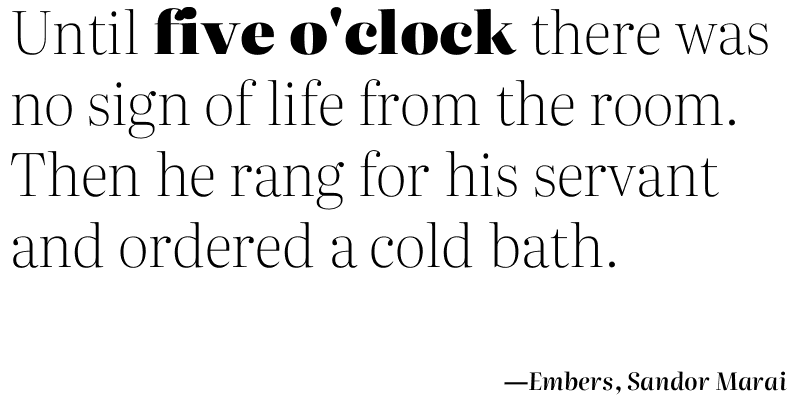 Until five o'clock there was
no sign of life from the room.
Then he rang for his servant
and ordered a cold bath.
—Embers, Sandor Marai